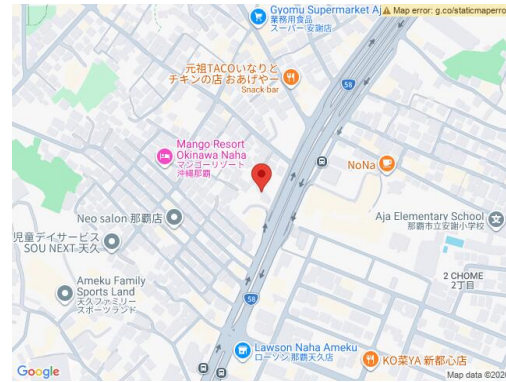 Gyomu Supermarket Aj
業務用食品
スーパー 安謝店
Map error: g.co/staticmaperro
元祖TACOいなりと
チキンの店 おあげやー
Snack bar
58
Mango Resort
Okinawa Naha
マンゴーリゾート
沖縄那覇
NoNa
Neo salon 那覇店
Aja Elementary School
那覇市立安謝小学校
児童デイサービス
SOU NEXT 天久
Ameku Family
Sports Land
天久ファミリー
スポーツランド
2 CHOME
2丁目
58
Lawson Naha Ameku
ローソン 那覇天久店
KO菜YA 新都心店
Google
Map data ©2026